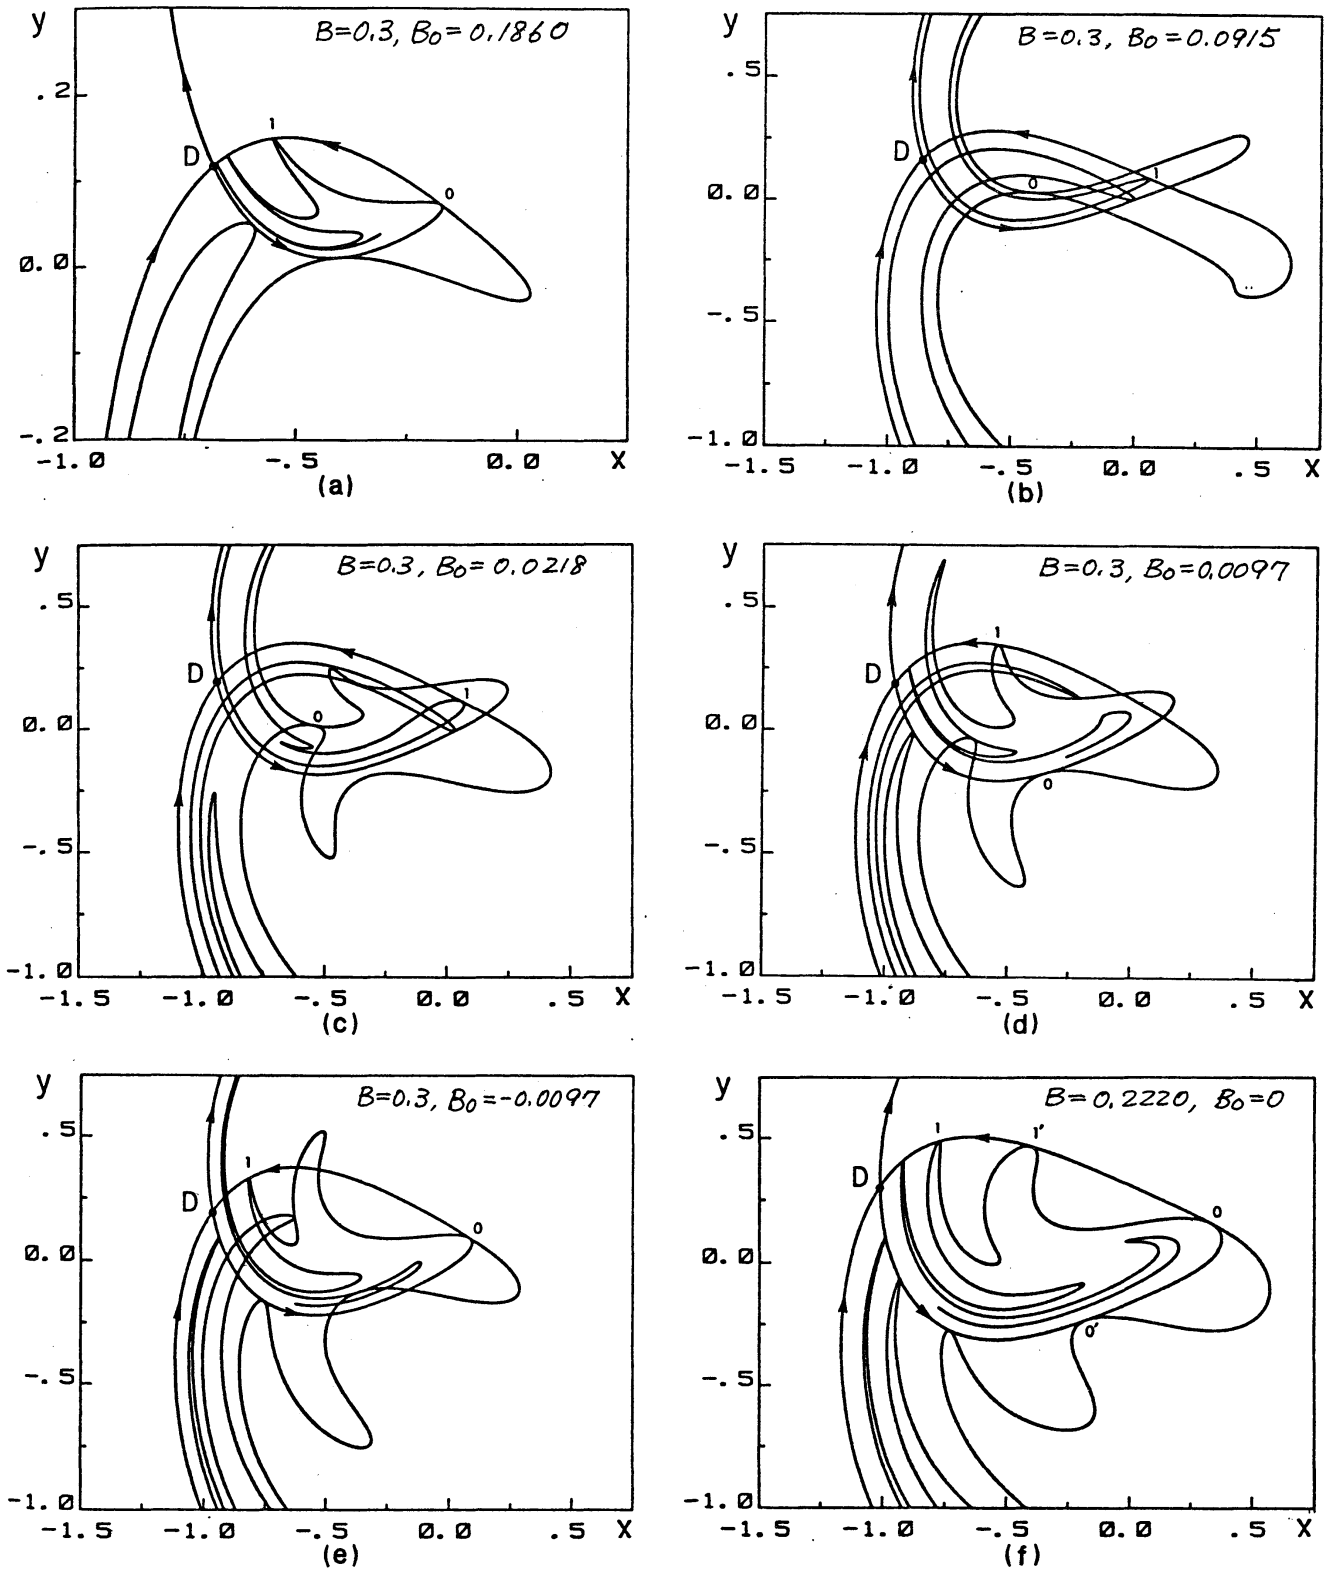 y
B=0.3, B0=0.1860
.2
1
D
0
0.0
-.2
-1.0 -.5 0.0 X
(a)
B=0.3, B0=0.0915
.5
D
0 1
0.0
-.5
-1.0
-1.5 -1.0 -.5 0.0 .5 X
(b)
y
B=0.3, B0=0.0218
.5
D
1
0
0.0
-.5
-1.0
-1.5 -1.0 -.5 0.0 .5 X
(c)
y
B=0.3, B0=0.0097
.5
1
D
0.0
0
-.5
-1.0
-1.5 -1.0 -.5 0.0 .5 X
(d)
y
B=0.3, B0=-0.0097
.5
1
D
0
0.0
-.5
-1.0
-1.5 -1.0 -.5 0.0 .5 X
(e)
y
B=0.2220, B0=0
.5
1 1'
D
0
0.0
0'
-.5
-1.0
-1.5 -1.0 -.5 0.0 .5 X
(f)